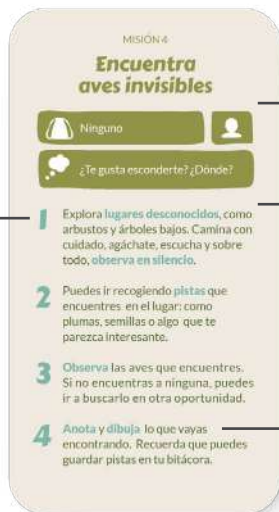 MISIÓN 4
Encuentra
aves invisibles
Ninguno
¿Te gusta esconderte? ¿Dónde?
1 Explora lugares desconocidos, como
arbustos y árboles bajos. Camina con
cuidado, agáchate, escucha y sobre
todo, observa en silencio.
2 Puedes ir recogiendo pistas que
encuentres en el lugar: como
plumas, semillas o algo que te
parezca interesante.
3 Observa las aves que encuentres.
Si no encuentras a ninguna, puedes
ir a buscarlo en otra oportunidad.
4 Anota y dibuja lo que vayas
encontrando. Recuerda que puedes
guardar pistas en tu bitácora.